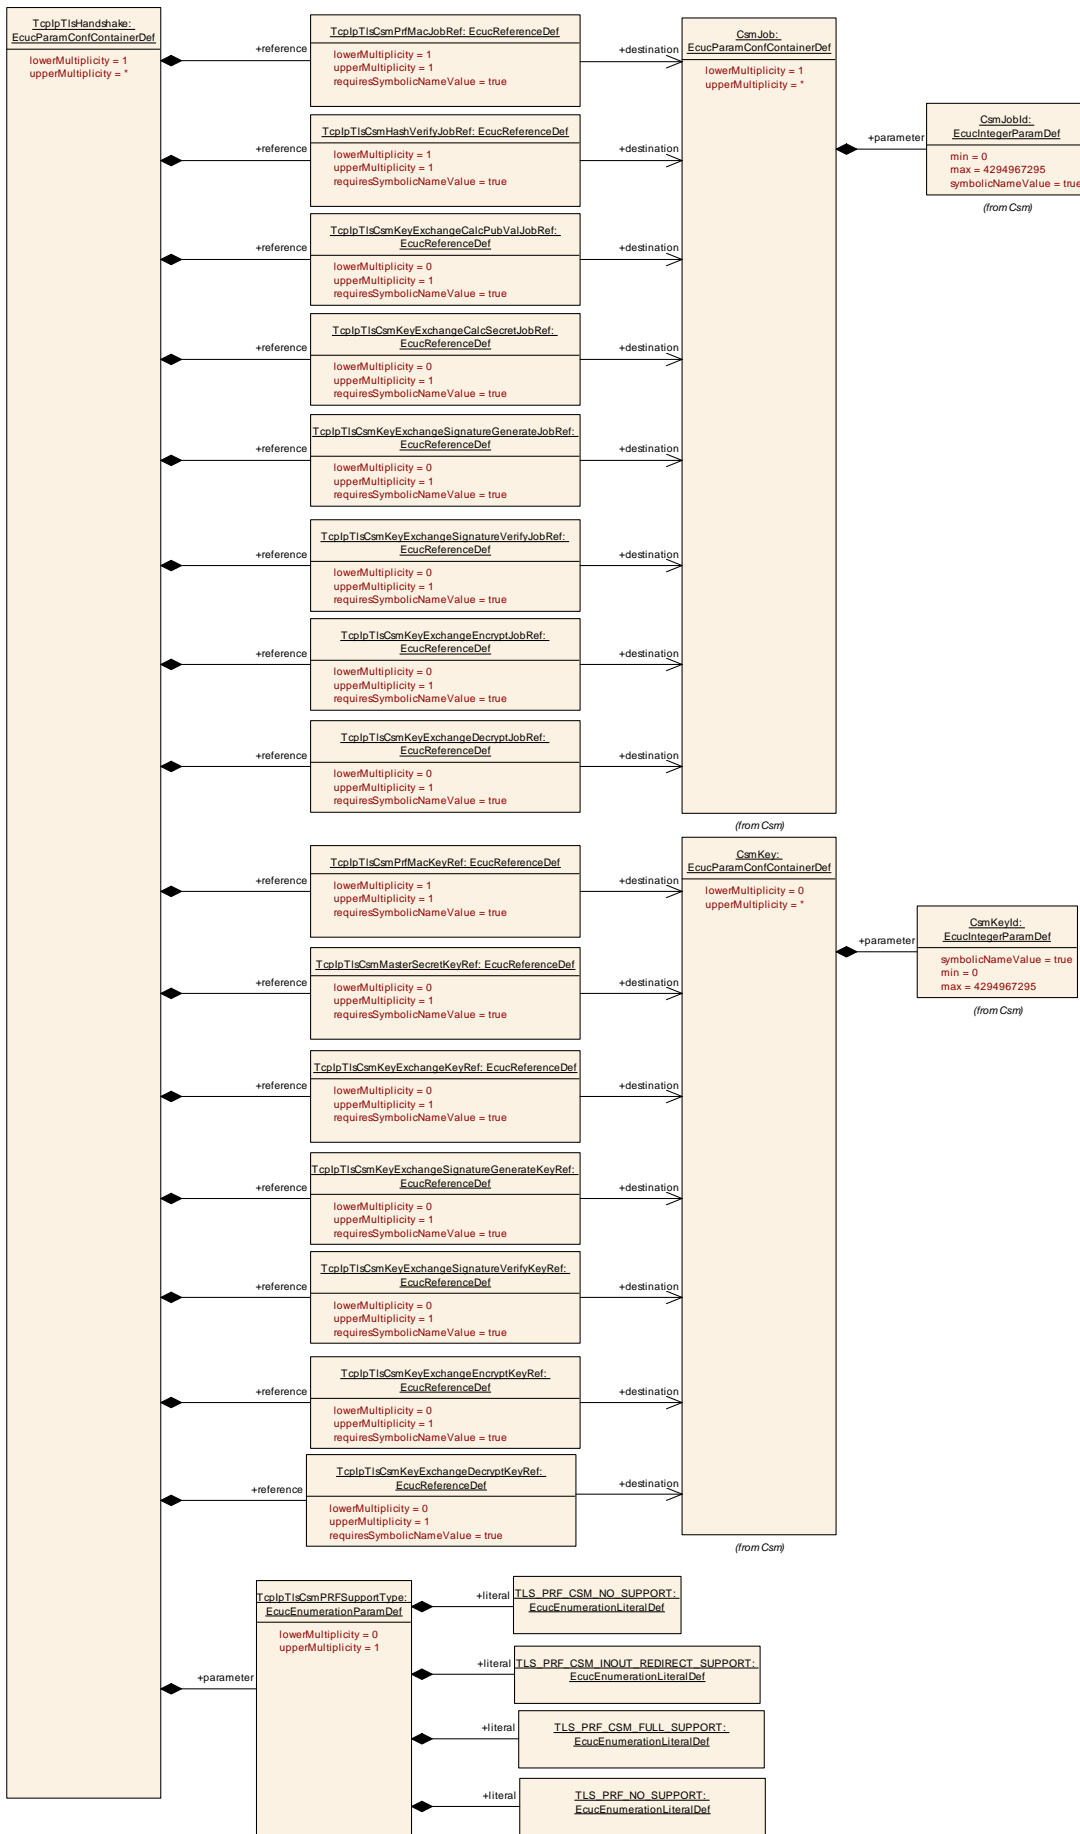 TcpIpTlsHandshake:
EcucParamConfContainerDef
lowerMultiplicity = 1
upperMultiplicity = *
+reference
TcpIpTlsCsmPrfMacJobRef: EcucReferenceDef
lowerMultiplicity = 1
upperMultiplicity = 1
requiresSymbolicNameValue = true
+destination
CsmJob:
EcucParamConfContainerDef
lowerMultiplicity = 1
upperMultiplicity = *
+parameter
CsmJobId:
EcucIntegerParamDef
min = 0
max = 4294967295
symbolicNameValue = true
(from Csm)
+reference
TcpIpTlsCsmHashVerifyJobRef: EcucReferenceDef
lowerMultiplicity = 1
upperMultiplicity = 1
requiresSymbolicNameValue = true
+destination
+reference
TcpIpTlsCsmKeyExchangeCalcPubValJobRef:
EcucReferenceDef
lowerMultiplicity = 0
upperMultiplicity = 1
requiresSymbolicNameValue = true
+destination
+reference
TcpIpTlsCsmKeyExchangeCalcSecretJobRef:
EcucReferenceDef
lowerMultiplicity = 0
upperMultiplicity = 1
requiresSymbolicNameValue = true
+destination
+reference
TcpIpTlsCsmKeyExchangeSignatureGenerateJobRef:
EcucReferenceDef
lowerMultiplicity = 0
upperMultiplicity = 1
requiresSymbolicNameValue = true
+destination
+reference
TcpIpTlsCsmKeyExchangeSignatureVerifyJobRef:
EcucReferenceDef
lowerMultiplicity = 0
upperMultiplicity = 1
requiresSymbolicNameValue = true
+destination
+reference
TcpIpTlsCsmKeyExchangeEncryptJobRef:
EcucReferenceDef
lowerMultiplicity = 0
upperMultiplicity = 1
requiresSymbolicNameValue = true
+destination
+reference
TcpIpTlsCsmKeyExchangeDecryptJobRef:
EcucReferenceDef
lowerMultiplicity = 0
upperMultiplicity = 1
requiresSymbolicNameValue = true
+destination
(from Csm)
+reference
TcpIpTlsCsmPrfMacKeyRef: EcucReferenceDef
lowerMultiplicity = 1
upperMultiplicity = 1
requiresSymbolicNameValue = true
+destination
CsmKey:
EcucParamConfContainerDef
lowerMultiplicity = 0
upperMultiplicity = *
+parameter
CsmKeyId:
EcucIntegerParamDef
symbolicNameValue = true
min = 0
max = 4294967295
(from Csm)
+reference
TcpIpTlsCsmMasterSecretKeyRef: EcucReferenceDef
lowerMultiplicity = 0
upperMultiplicity = 1
requiresSymbolicNameValue = true
+destination
+reference
TcpIpTlsCsmKeyExchangeKeyRef: EcucReferenceDef
lowerMultiplicity = 0
upperMultiplicity = 1
requiresSymbolicNameValue = true
+destination
+reference
TcpIpTlsCsmKeyExchangeSignatureGenerateKeyRef:
EcucReferenceDef
lowerMultiplicity = 0
upperMultiplicity = 1
requiresSymbolicNameValue = true
+destination
+reference
TcpIpTlsCsmKeyExchangeSignatureVerifyKeyRef:
EcucReferenceDef
lowerMultiplicity = 0
upperMultiplicity = 1
requiresSymbolicNameValue = true
+destination
+reference
TcpIpTlsCsmKeyExchangeEncryptKeyRef:
EcucReferenceDef
lowerMultiplicity = 0
upperMultiplicity = 1
requiresSymbolicNameValue = true
+destination
+reference
TcpIpTlsCsmKeyExchangeDecryptKeyRef:
EcucReferenceDef
lowerMultiplicity = 0
upperMultiplicity = 1
requiresSymbolicNameValue = true
+destination
(from Csm)
+parameter
TcpIpTlsCsmPRFSupportType:
EcucEnumerationParamDef
lowerMultiplicity = 0
upperMultiplicity = 1
+literal
TLS_PRF_CSM_NO_SUPPORT:
EcucEnumerationLiteralDef
+literal
TLS_PRF_CSM_INOUT_REDIRECT_SUPPORT:
EcucEnumerationLiteralDef
+literal
TLS_PRF_CSM_FULL_SUPPORT:
EcucEnumerationLiteralDef
+literal
TLS_PRF_NO_SUPPORT:
EcucEnumerationLiteralDef